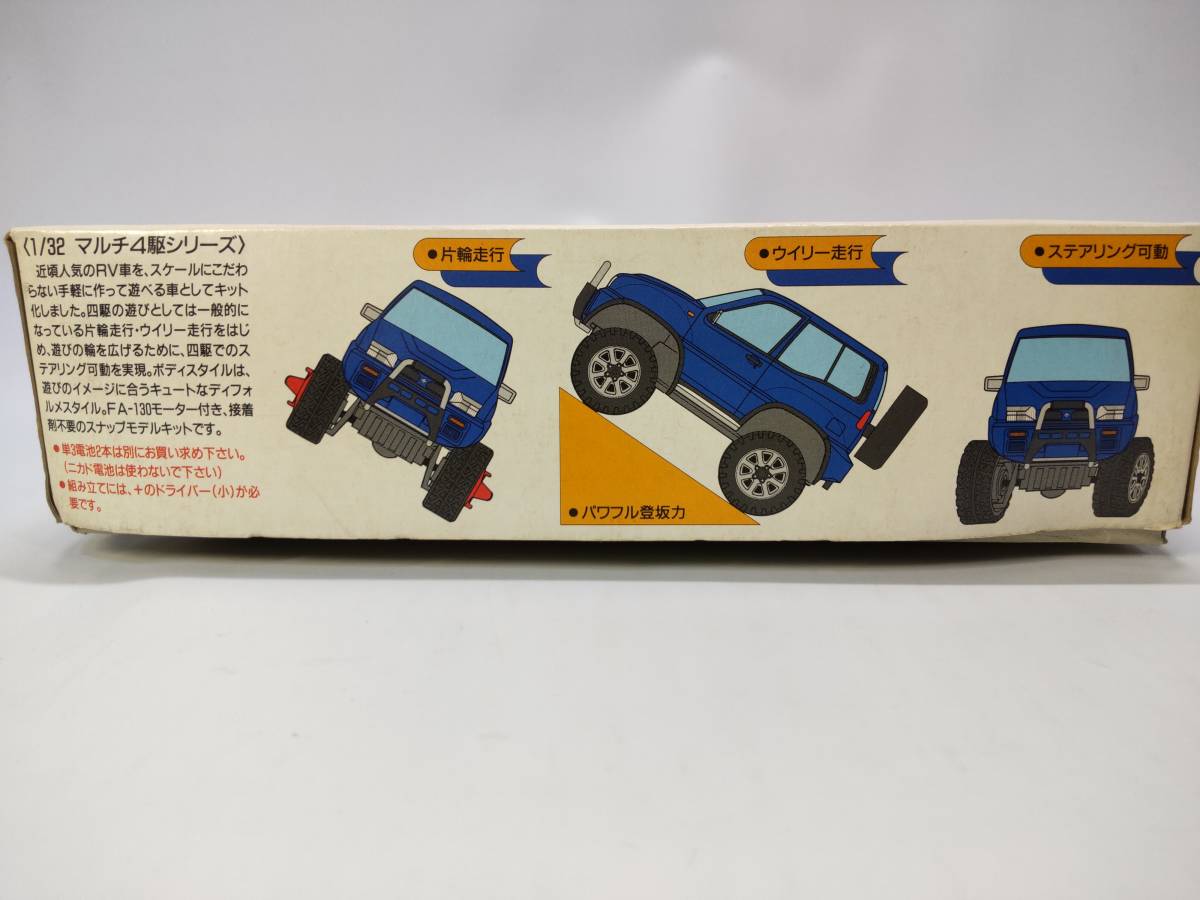 〈1/32 マルチ4駆シリーズ〉
近頃人気のRV車を、スケールにこだわ
らない手軽に作って遊べる車としてキット
化しました。四駆の遊びとしては一般的に
なっている片輪走行・ウイリー走行をはじ
め、遊びの輪を広げるために、四駆でのス
テアリング可動を実現。ボディスタイルは、
遊びのイメージに合うキュートなディフォ
ルメスタイル。FA-130モーター付き、接着
剤不要のスナップモデルキットです。
●単3電池2本は別にお買い求め下さい。
(ニカド電池は使わないで下さい)
●組み立てには、+のドライバー(小)が必
要です。
●片輪走行
●ウイリー走行
●パワフル登坂力
●ステアリング可動